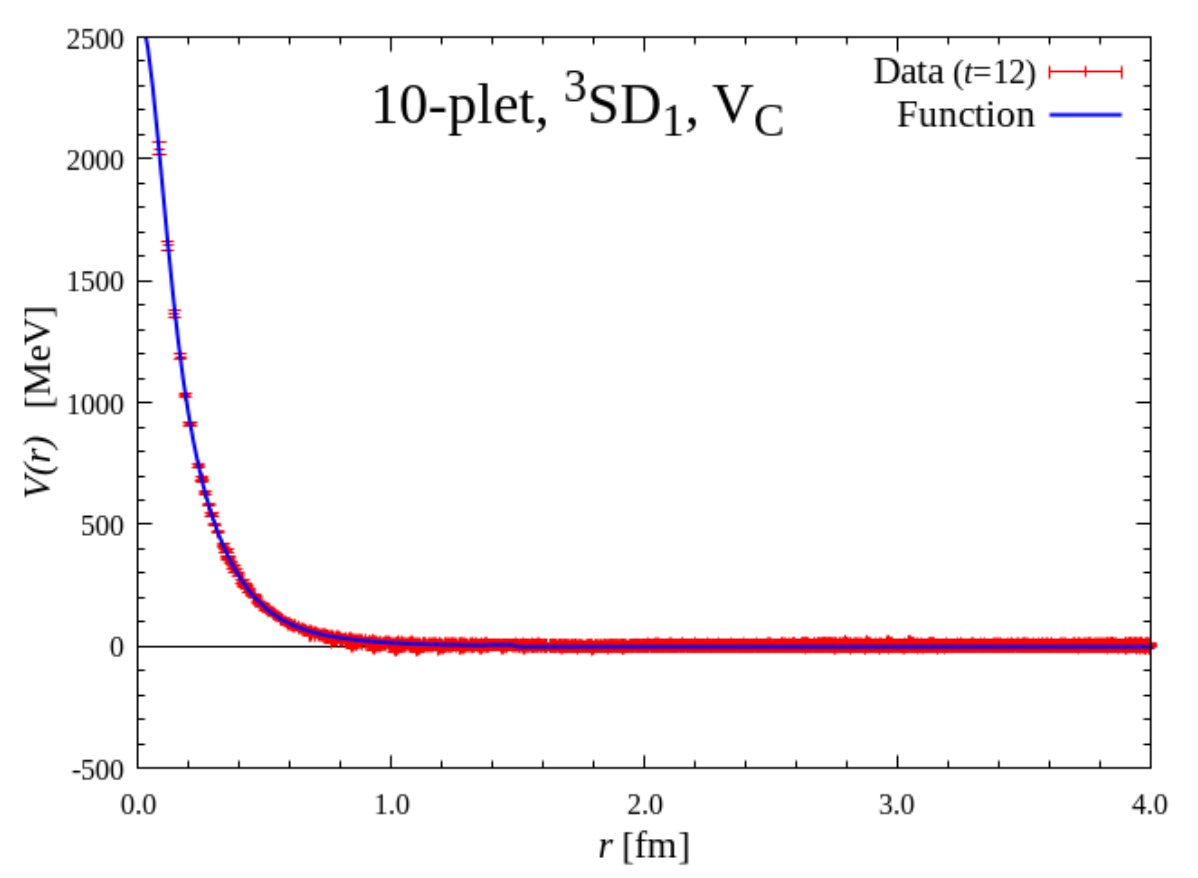 10-plet, ³SD₁, V_C
Data (t=12)
Function
V(r) [MeV]
2500
2000
1500
1000
500
0
-500
0.0 1.0 2.0 3.0 4.0
r [fm]